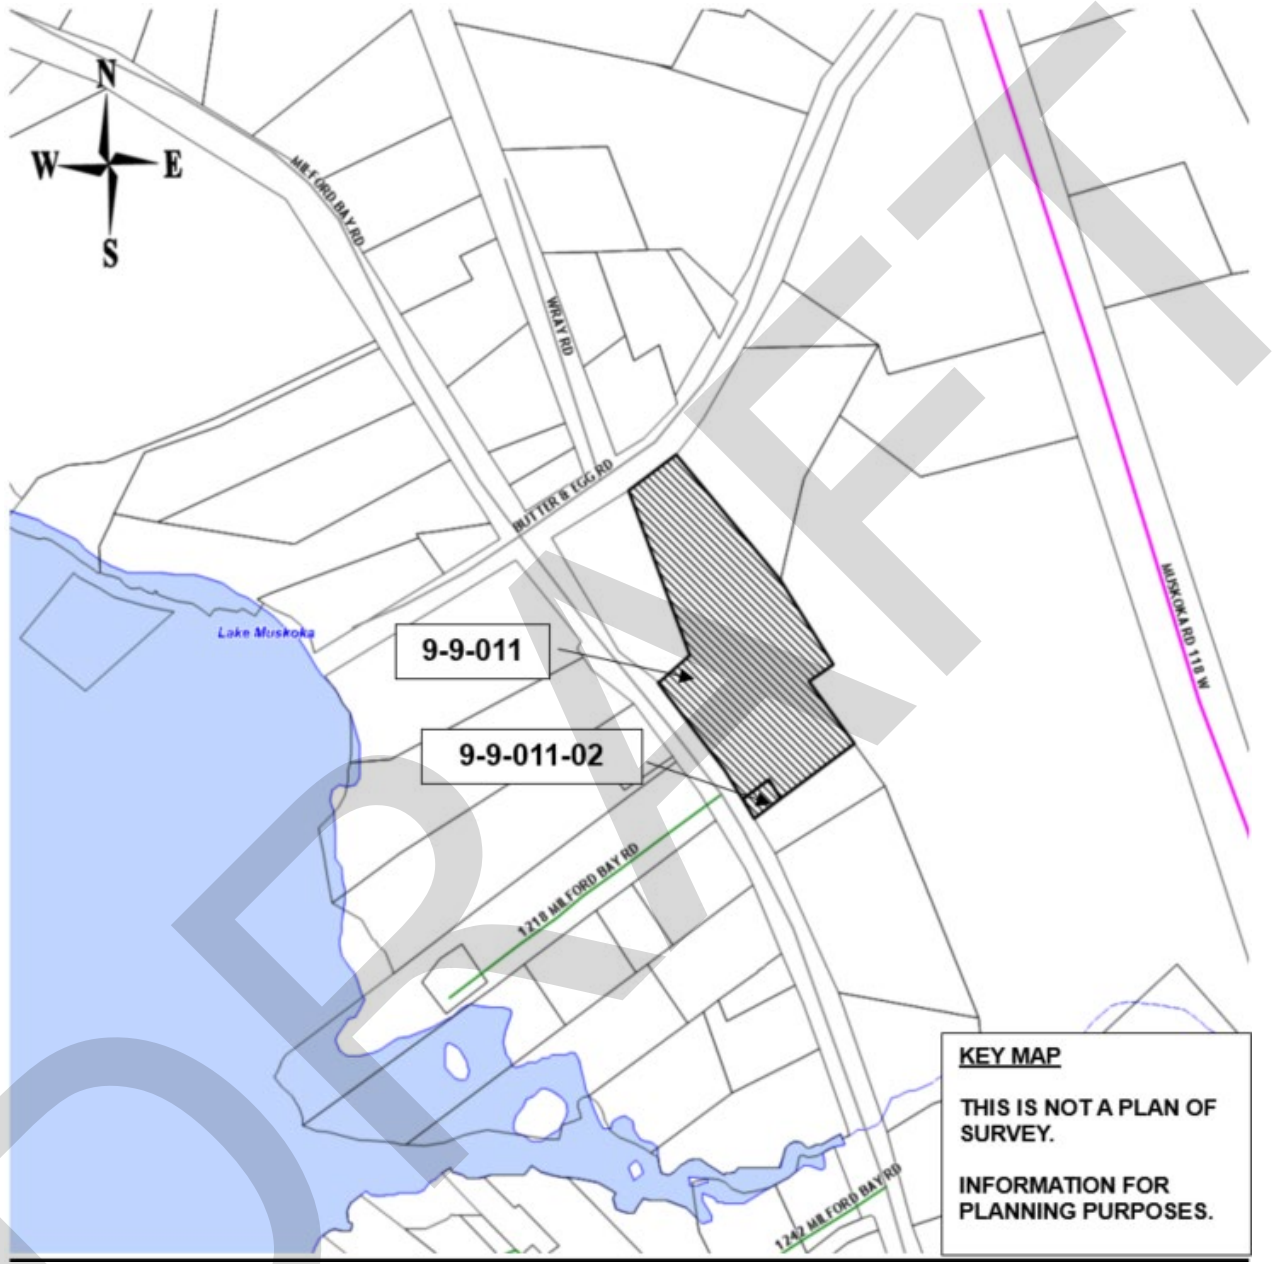 N
W E
S
MILFORD BAY RD
WRAY RD
BUTTER & EGG RD
MUSKOKA RD 118 W
Lake Muskoka
9-9-011
9-9-011-02
1218 MILFORD BAY RD
1242 MILFORD BAY RD
KEY MAP
THIS IS NOT A PLAN OF
SURVEY.
INFORMATION FOR
PLANNING PURPOSES.
DRAFT